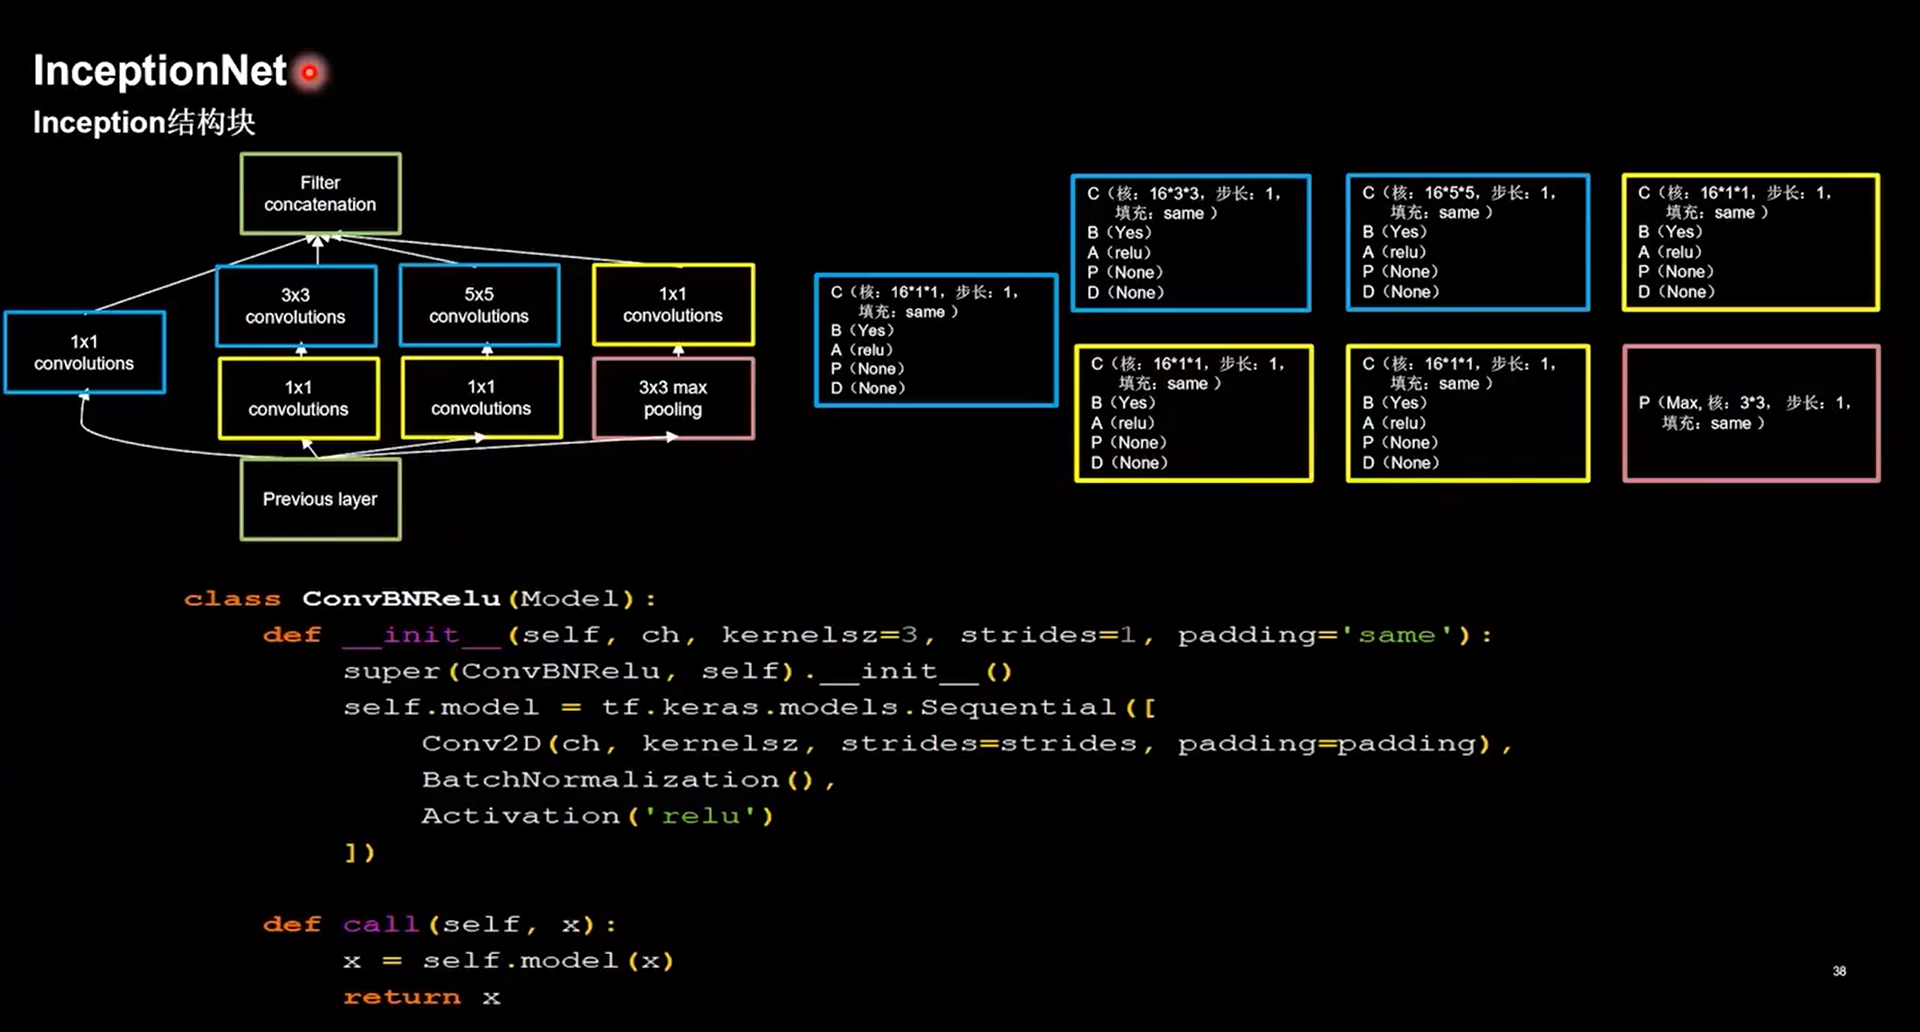 InceptionNet
Inception结构块
Filter
concatenation
1x1
convolutions
3x3
convolutions
5x5
convolutions
1x1
convolutions
1x1
convolutions
1x1
convolutions
3x3 max
pooling
Previous layer
C（核：16*1*1，步长：1，
填充：same ）
B（Yes）
A（relu）
P（None）
D（None）
C（核：16*3*3，步长：1，
填充：same ）
B（Yes）
A（relu）
P（None）
D（None）
C（核：16*5*5，步长：1，
填充：same ）
B（Yes）
A（relu）
P（None）
D（None）
C（核：16*1*1，步长：1，
填充：same ）
B（Yes）
A（relu）
P（None）
D（None）
C（核：16*1*1，步长：1，
填充：same ）
B（Yes）
A（relu）
P（None）
D（None）
C（核：16*1*1，步长：1，
填充：same ）
B（Yes）
A（relu）
P（None）
D（None）
P（Max, 核：3*3， 步长：1，
填充：same ）
class ConvBNRelu(Model):
def __init__(self, ch, kernelsz=3, strides=1, padding='same'):
super(ConvBNRelu, self).__init__()
self.model = tf.keras.models.Sequential([
Conv2D(ch, kernelsz, strides=strides, padding=padding),
BatchNormalization(),
Activation('relu')
])
def call(self, x):
x = self.model(x)
return x
38